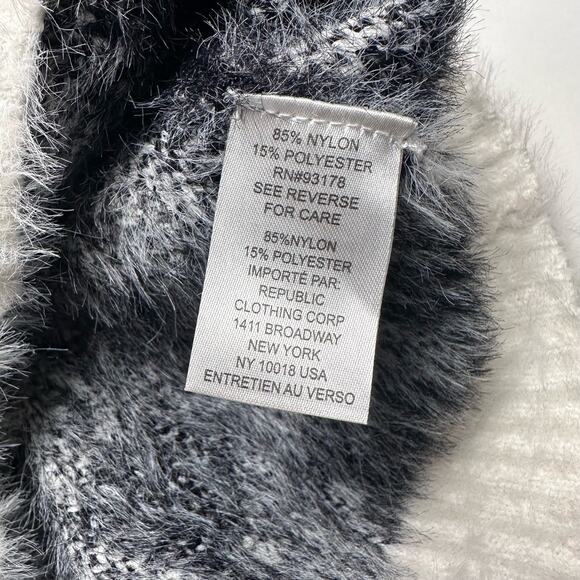 85% NYLON
15% POLYESTER
RN#93178
SEE REVERSE
FOR CARE
85%NYLON
15% POLYESTER
IMPORTÉ PAR:
REPUBLIC
CLOTHING CORP
1411 BROADWAY
NEW YORK
NY 10018 USA
ENTRETIEN AU VERSO